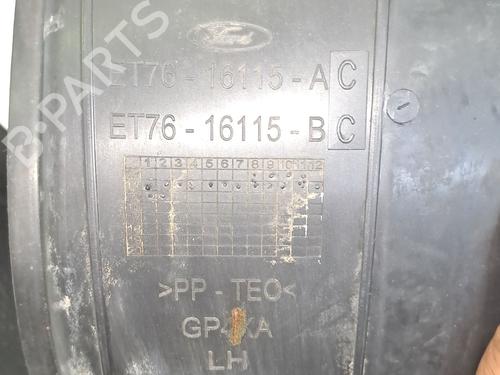 Ford
ET76-16115-AC
ET76-16115-BC
1 2 3 4 5 6 7 8 9 10 11 12
>PP-TEO<
LH
B-PARTS